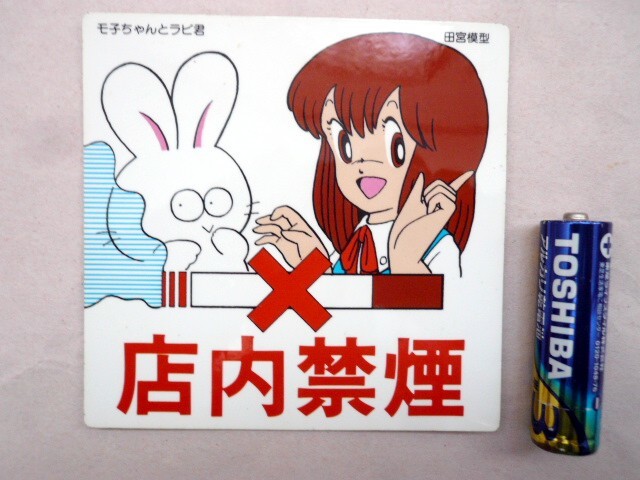 モ子ちゃんとラビ君
田宮模型
店内禁煙
TOSHIBA
アルカリ乾電池